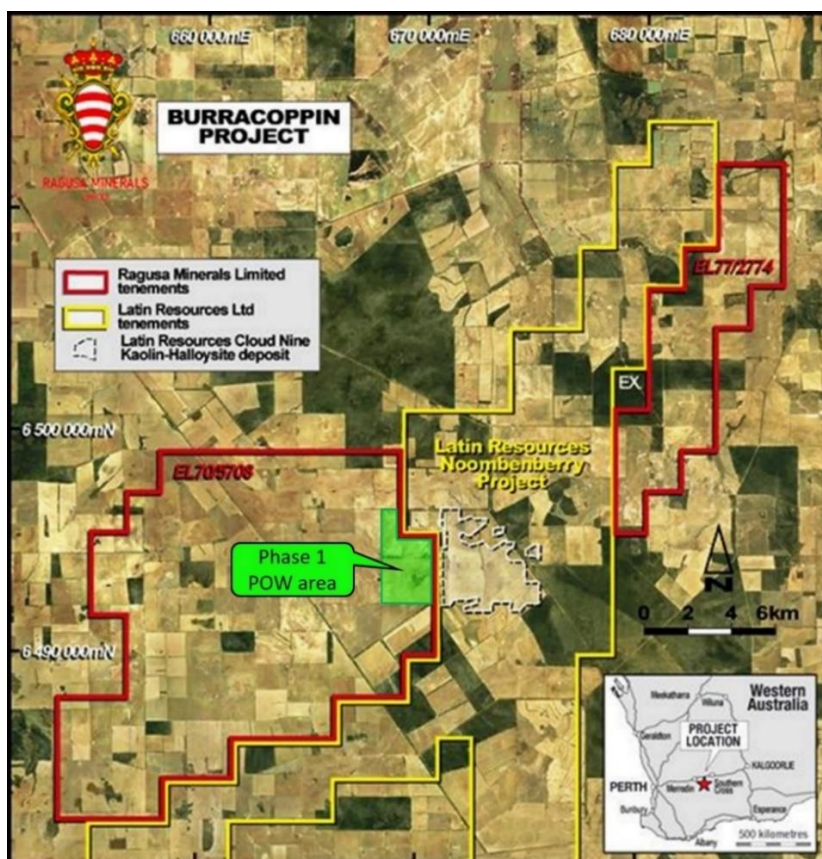 660 000mE
670 000mE
680 000mE
BURRACOPPIN
PROJECT
RAGUSA MINERALS
Ragusa Minerals Limited
tenements
Latin Resources Ltd
tenements
Latin Resources Cloud Nine
Kaolin-Halloysite deposit
EL77/2774
EX.
6 500 000mN
Latin Resources
Noombenberry
Project
EL70/5706
Phase 1
POW area
N
0 2 4 6km
6 490 000mN
Western
Australia
Meekatharra
Wiluna
Geraldton
PROJECT
LOCATION
KALGOORLIE
PERTH
Merredin
Southern
Cross
Bunbury
Esperance
Albany
500 kilometres